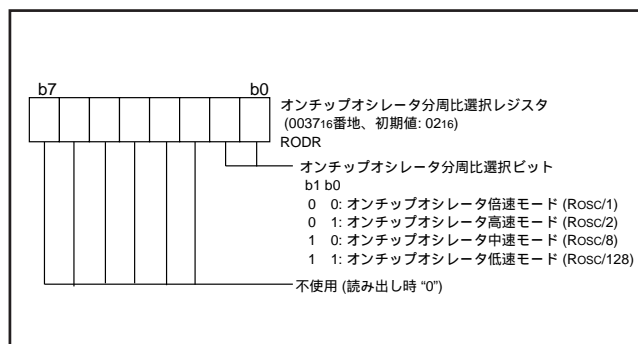 b7 b0
オンチップオシレータ分周比選択レジスタ
(003716番地、初期値: 0216)
RODR
オンチップオシレータ分周比選択ビット
b1 b0
0 0: オンチップオシレータ倍速モード (ROSC/1)
0 1: オンチップオシレータ高速モード (ROSC/2)
1 0: オンチップオシレータ中速モード (ROSC/8)
1 1: オンチップオシレータ低速モード (ROSC/128)
不使用 (読み出し時 “0”)